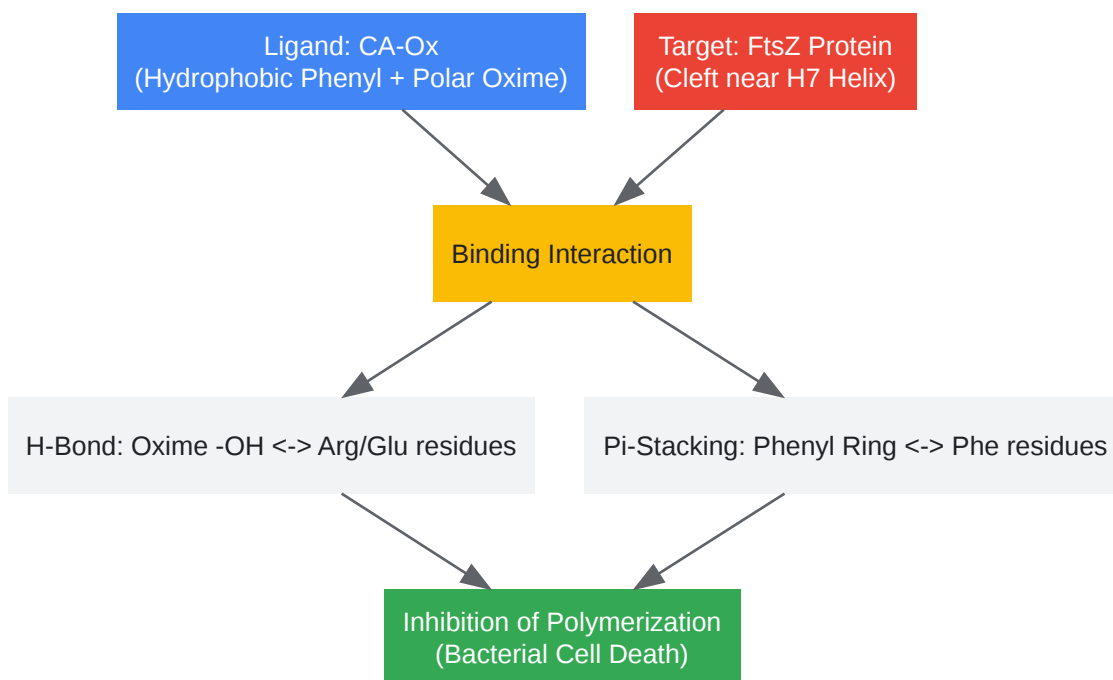 Ligand: CA-Ox
(Hydrophobic Phenyl + Polar Oxime)
Target: FtsZ Protein
(Cleft near H7 Helix)
Binding Interaction
H-Bond: Oxime -OH <-> Arg/Glu residues
Pi-Stacking: Phenyl Ring <-> Phe residues
Inhibition of Polymerization
(Bacterial Cell Death)